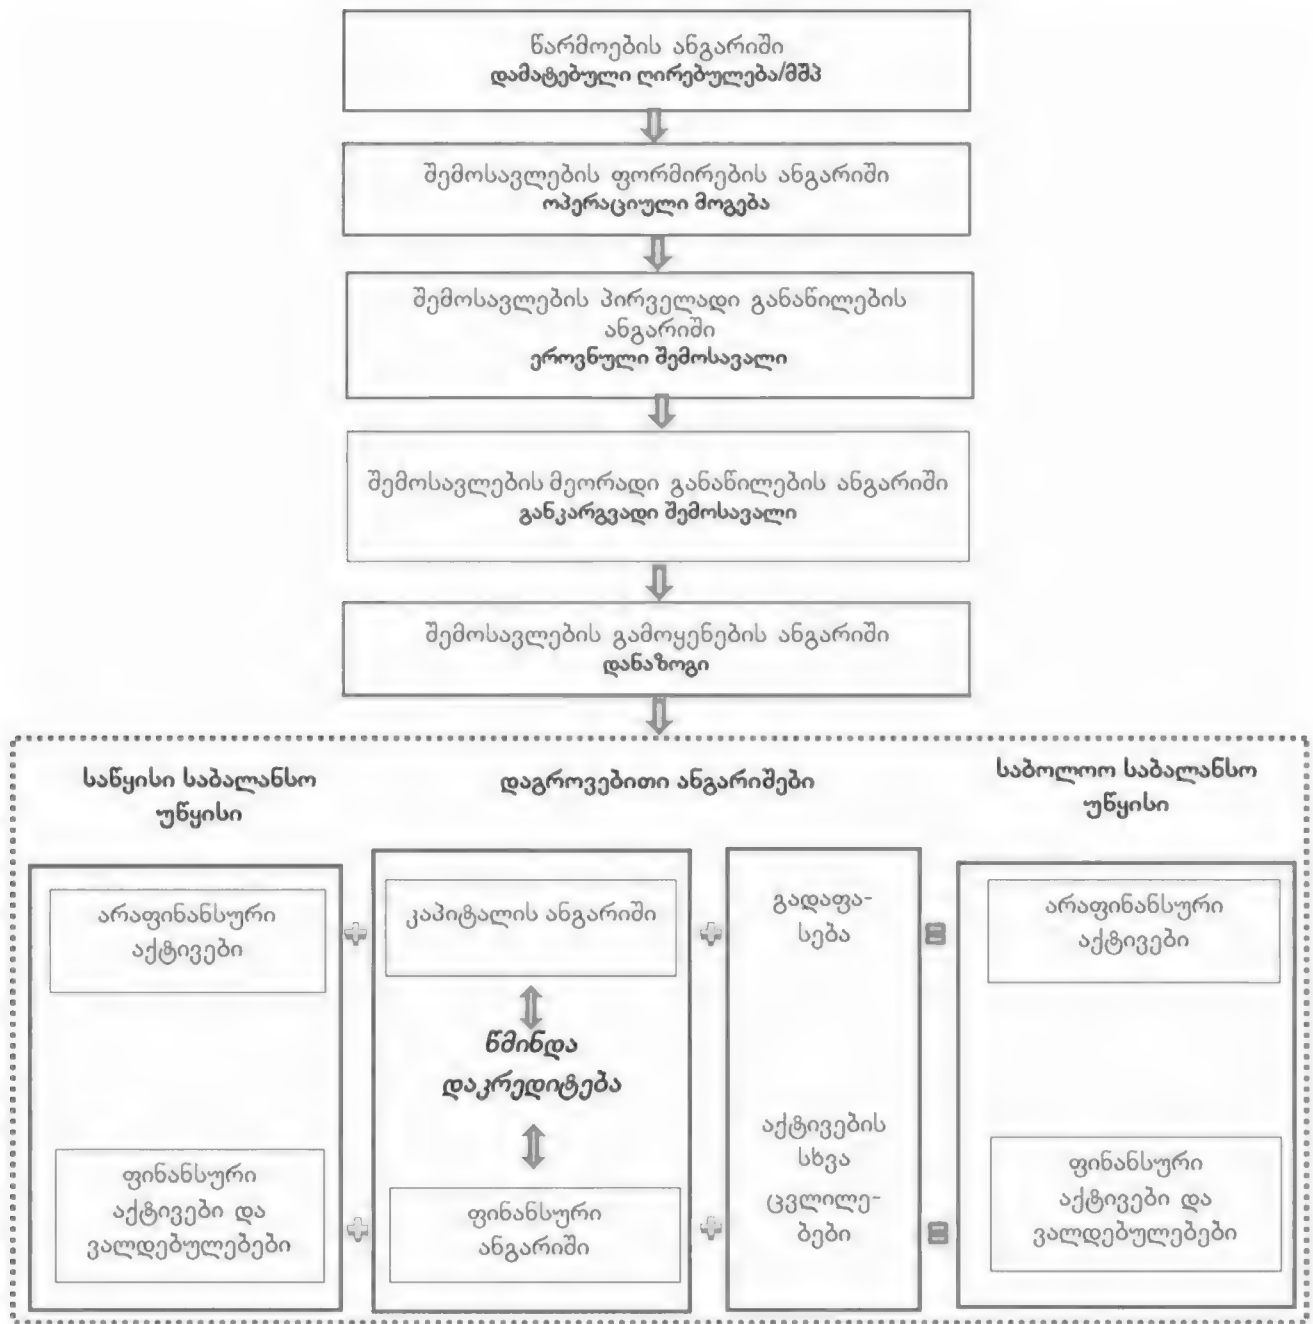 წარმოების ანგარიში
დამატებული ღირებულება/მშპ
შემოსავლების ფორმირების ანგარიში
ოპერაციული მოგება
შემოსავლების პირველადი განაწილების
ანგარიში
ეროვნული შემოსავალი
შემოსავლების მეორადი განაწილების ანგარიში
განკარგვადი შემოსავალი
შემოსავლების გამოყენების ანგარიში
დანაზოგი
საწყისი საბალანსო
უწყისი
დაგროვებითი ანგარიშები
საბოლოო საბალანსო
უწყისი
არაფინანსური
აქტივები
კაპიტალის ანგარიში
გადაფა-
სება
არაფინანსური
აქტივები
წმინდა
დაკრედიტება
ფინანსური
აქტივები და
ვალდებულებები
ფინანსური
ანგარიში
აქტივების
სხვა
ცვლილე-
ბები
ფინანსური
აქტივები და
ვალდებულებები